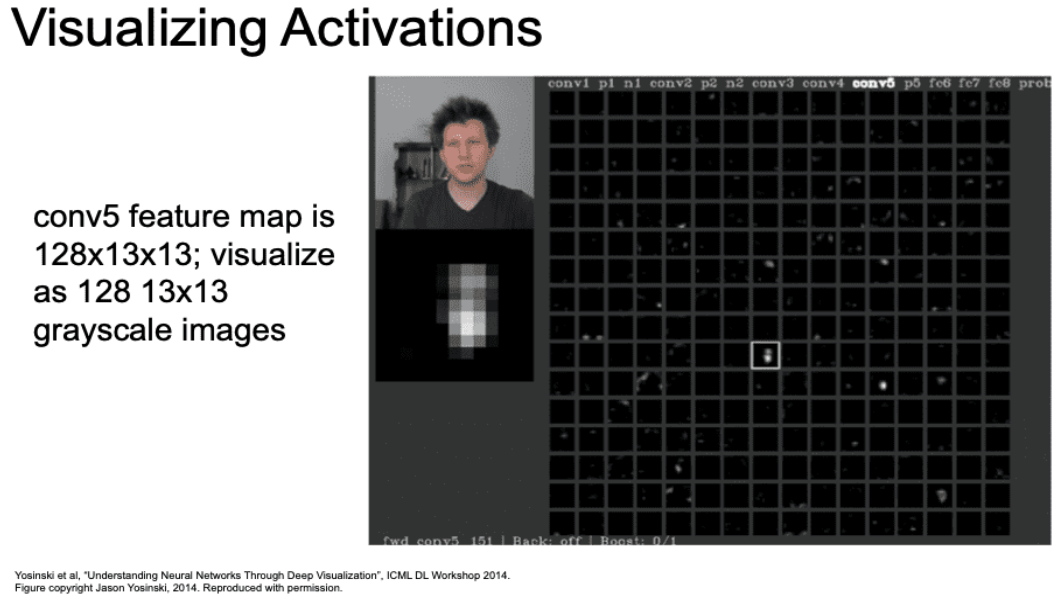 Visualizing Activations
conv1 p1 n1 conv2 p2 n2 conv3 conv4 conv5 p5 fc6 fc7 fc8 prob
conv5 feature map is
128x13x13; visualize
as 128 13x13
grayscale images
fwd conv5_151 | Back: off | Boost: 0/1
Yosinski et al, "Understanding Neural Networks Through Deep Visualization", ICML DL Workshop 2014.
Figure copyright Jason Yosinski, 2014. Reproduced with permission.